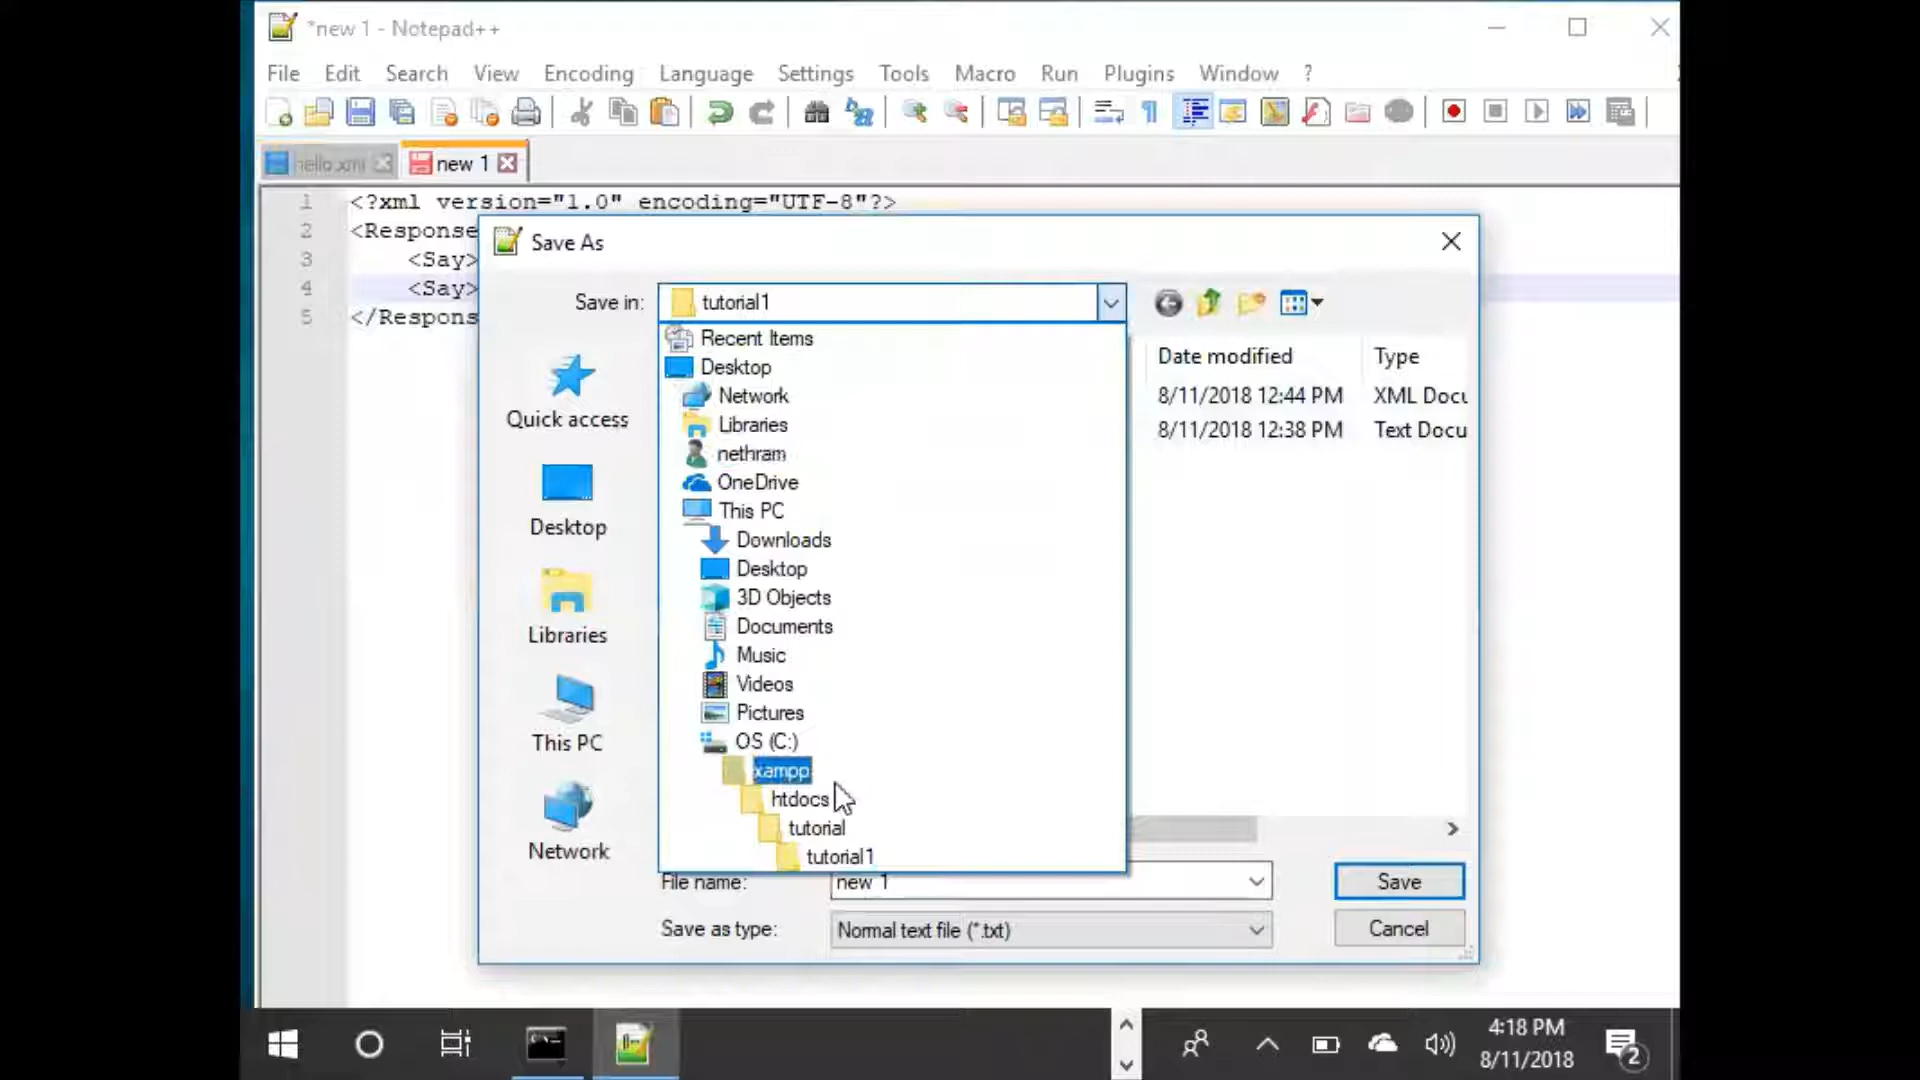 *new 1 - Notepad++
File Edit Search View Encoding Language Settings Tools Macro Run Plugins Window ?
hello.xml new 1
1 <?xml version="1.0" encoding="UTF-8"?>
2 <Response
3 <Say>
4 <Say>
5 </Respons
Save As
Save in: tutorial1
Recent Items
Desktop
Network
Libraries
nethram
OneDrive
This PC
Downloads
Desktop
3D Objects
Documents
Music
Videos
Pictures
OS (C:)
xampp
htdocs
tutorial
tutorial1
Quick access
Desktop
Libraries
This PC
Network
Date modified Type
8/11/2018 12:44 PM XML Docu
8/11/2018 12:38 PM Text Docu
File name: new 1
Save
Save as type: Normal text file (*.txt)
Cancel
4:18 PM
8/11/2018
2